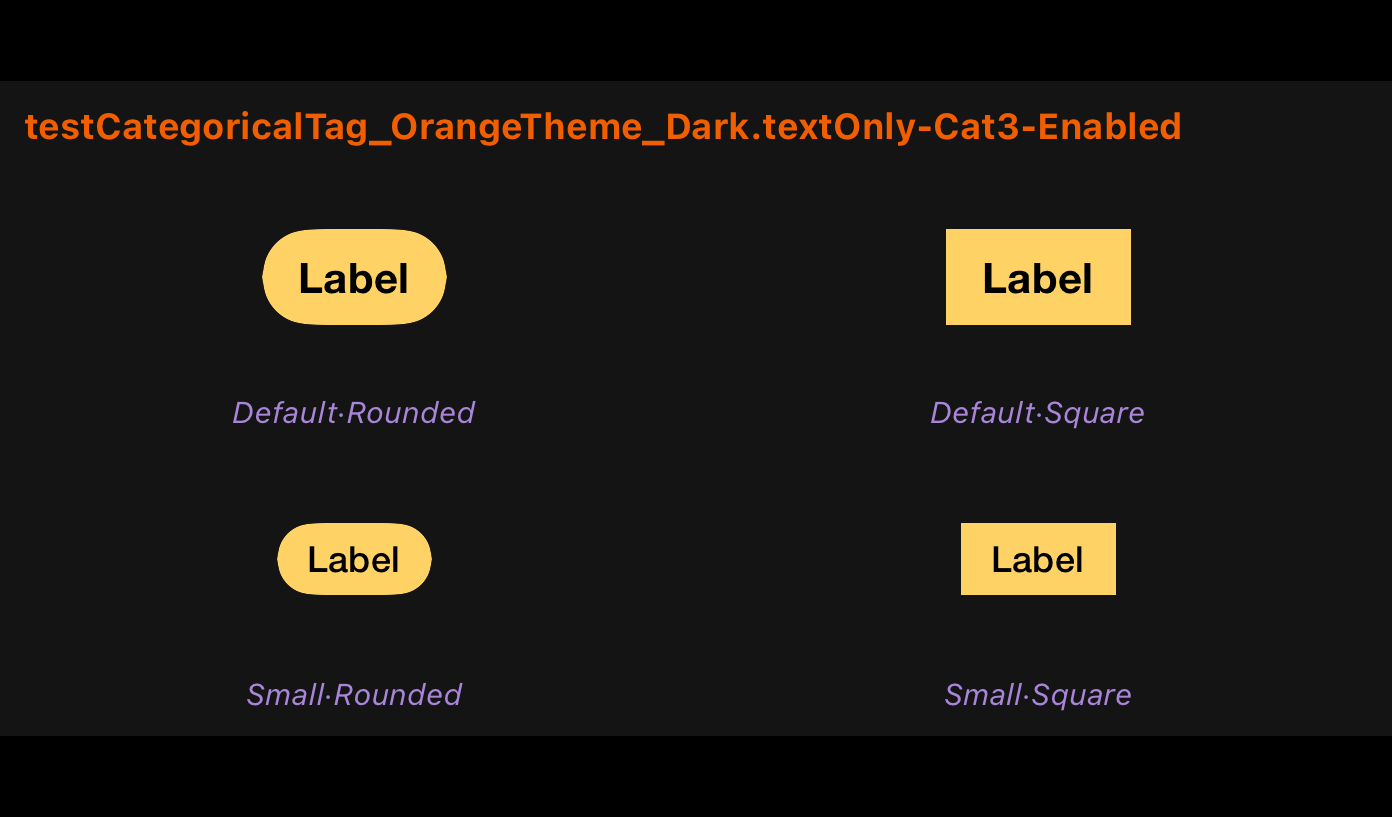 testCategoricalTag_OrangeTheme_Dark.textOnly-Cat3-Enabled
Label
Label
Default·Rounded
Default·Square
Label
Label
Small·Rounded
Small·Square